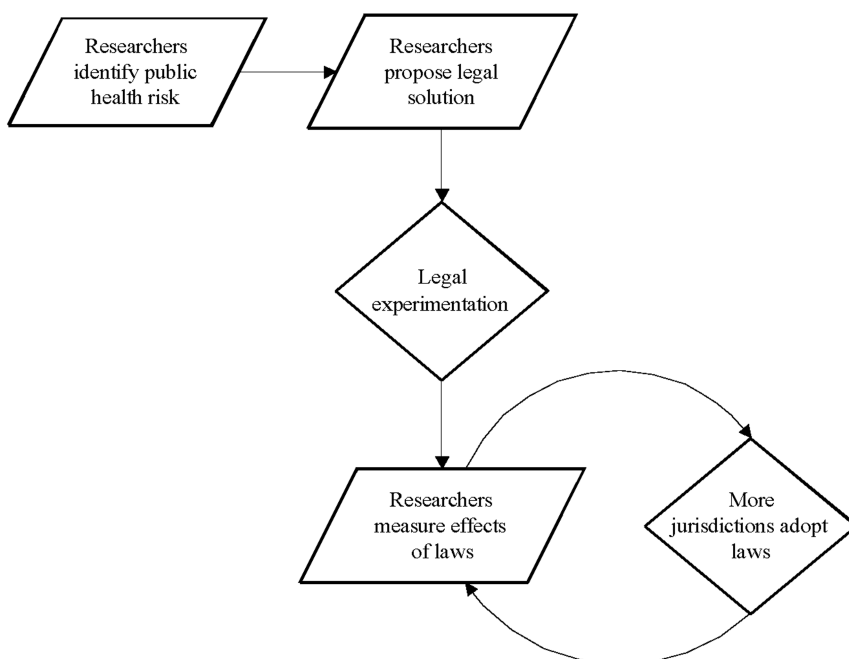 Researchers
identify public
health risk
Researchers
propose legal
solution
Legal
experimentation
Researchers
measure effects
of laws
More
jurisdictions adopt
laws